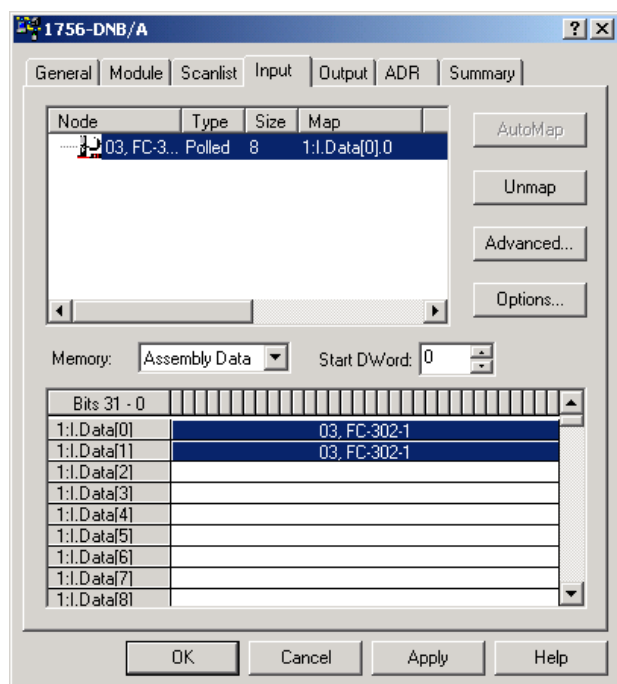 1756-DNB/A
General Module Scanlist Input Output ADR Summary
Node Type Size Map
03, FC-3... Polled 8 1:I.Data[0].0
AutoMap
Unmap
Advanced...
Options...
Memory: Assembly Data Start DWord: 0
Bits 31 - 0
1:I.Data[0] 03, FC-302-1
1:I.Data[1] 03, FC-302-1
1:I.Data[2]
1:I.Data[3]
1:I.Data[4]
1:I.Data[5]
1:I.Data[6]
1:I.Data[7]
1:I.Data[8]
OK Cancel Apply Help